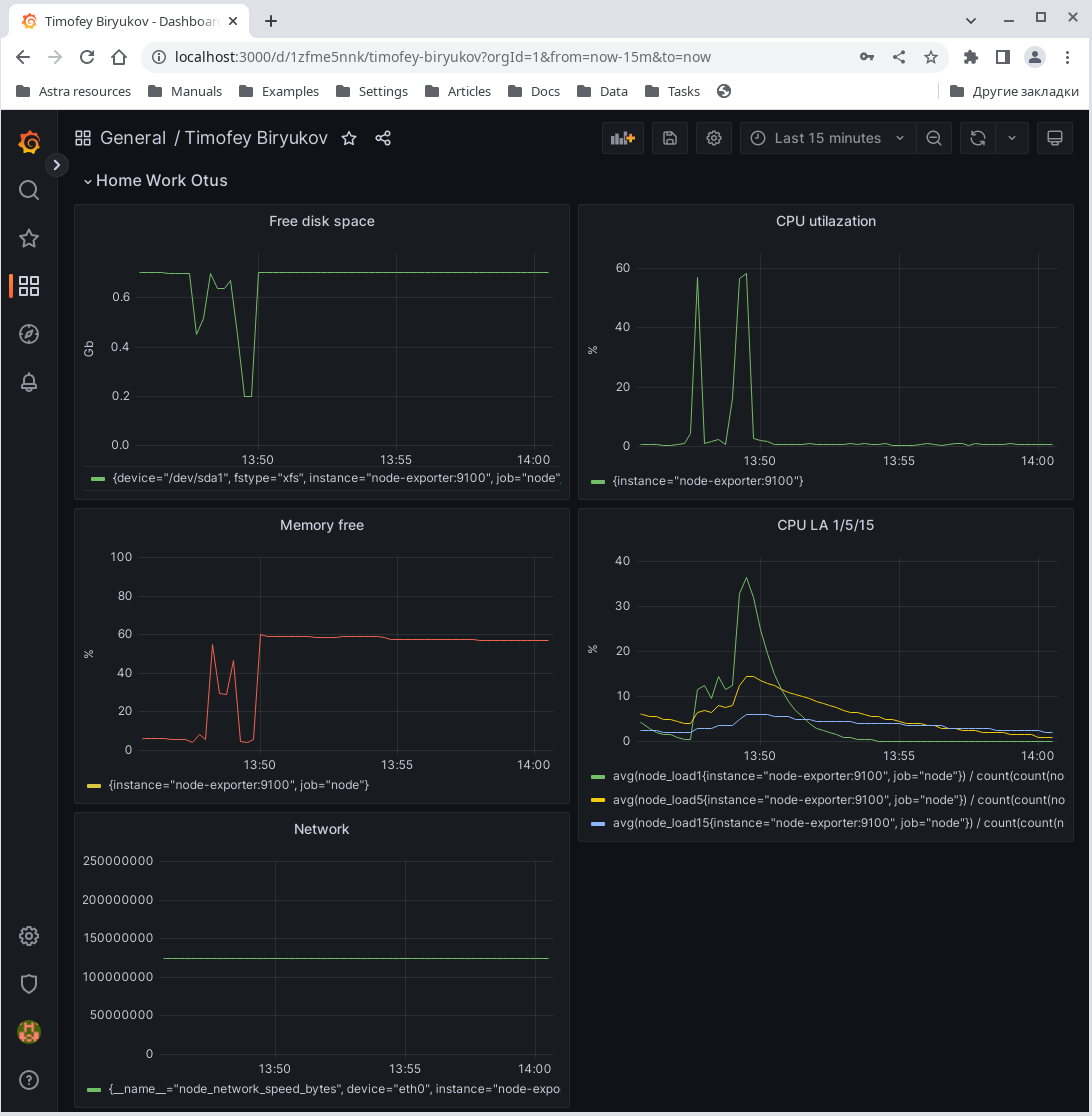 Timofey Biryukov - Dashboar
localhost:3000/d/1zfme5nnk/timofey-biryukov?orgId=1&from=now-15m&to=now
Astra resources Manuals Examples Settings Articles Docs Data Tasks Другие закладки
General / Timofey Biryukov Last 15 minutes
Home Work Otus
Free disk space
Gb
0.6
0.4
0.2
0.0
13:50 13:55 14:00
{device="/dev/sda1", fstype="xfs", instance="node-exporter:9100", job="node",
CPU utilazation
%
60
40
20
0
13:50 13:55 14:00
{instance="node-exporter:9100"}
Memory free
%
100
80
60
40
20
0
13:50 13:55 14:00
{instance="node-exporter:9100", job="node"}
CPU LA 1/5/15
%
40
30
20
10
0
13:50 13:55 14:00
avg(node_load1{instance="node-exporter:9100", job="node"}) / count(count(no
avg(node_load5{instance="node-exporter:9100", job="node"}) / count(count(no
avg(node_load15{instance="node-exporter:9100", job="node"}) / count(count(n
Network
250000000
200000000
150000000
100000000
50000000
0
13:50 13:55 14:00
{__name__="node_network_speed_bytes", device="eth0", instance="node-expo